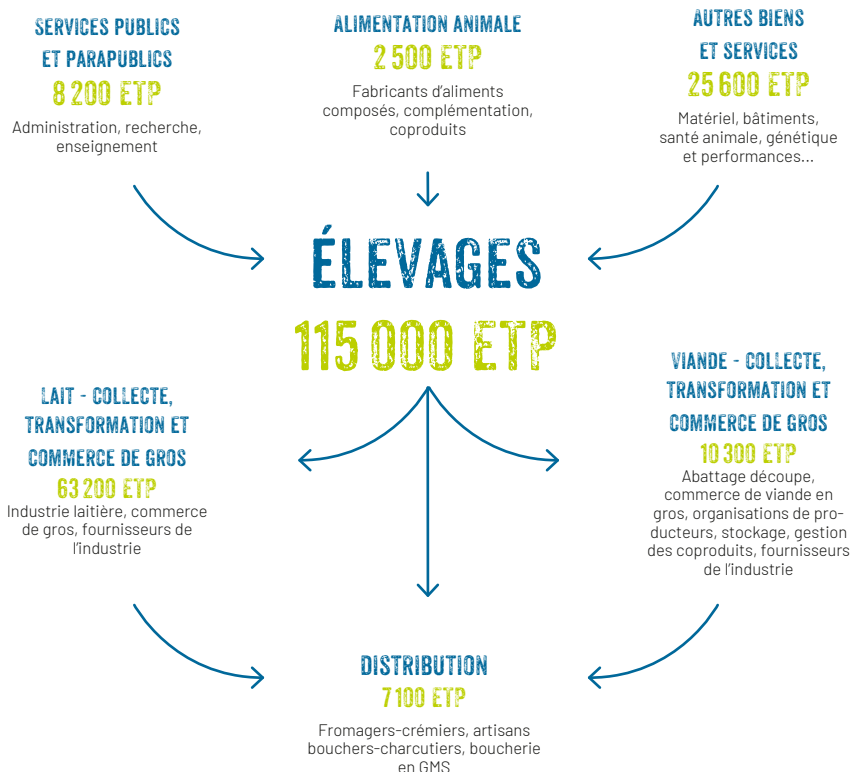 SERVICES PUBLICS
ET PARAPUBLICS
8 200 ETP
Administration, recherche,
enseignement
ALIMENTATION ANIMALE
2 500 ETP
Fabricants d'aliments
composés, complémentation,
coproduits
AUTRES BIENS
ET SERVICES
25 600 ETP
Matériel, bâtiments,
santé animale, génétique
et performances...
ÉLEVAGES
115 000 ETP
LAIT - COLLECTE,
TRANSFORMATION ET
COMMERCE DE GROS
63 200 ETP
Industrie laitière, commerce
de gros, fournisseurs de
l'industrie
VIANDE - COLLECTE,
TRANSFORMATION ET
COMMERCE DE GROS
10 300 ETP
Abattage découpe,
commerce de viande en
gros, organisations de pro-
ducteurs, stockage, gestion
des coproduits, fournisseurs
de l'industrie
DISTRIBUTION
7 100 ETP
Fromagers-crémiers, artisans
bouchers-charcutiers, boucherie
en GMS